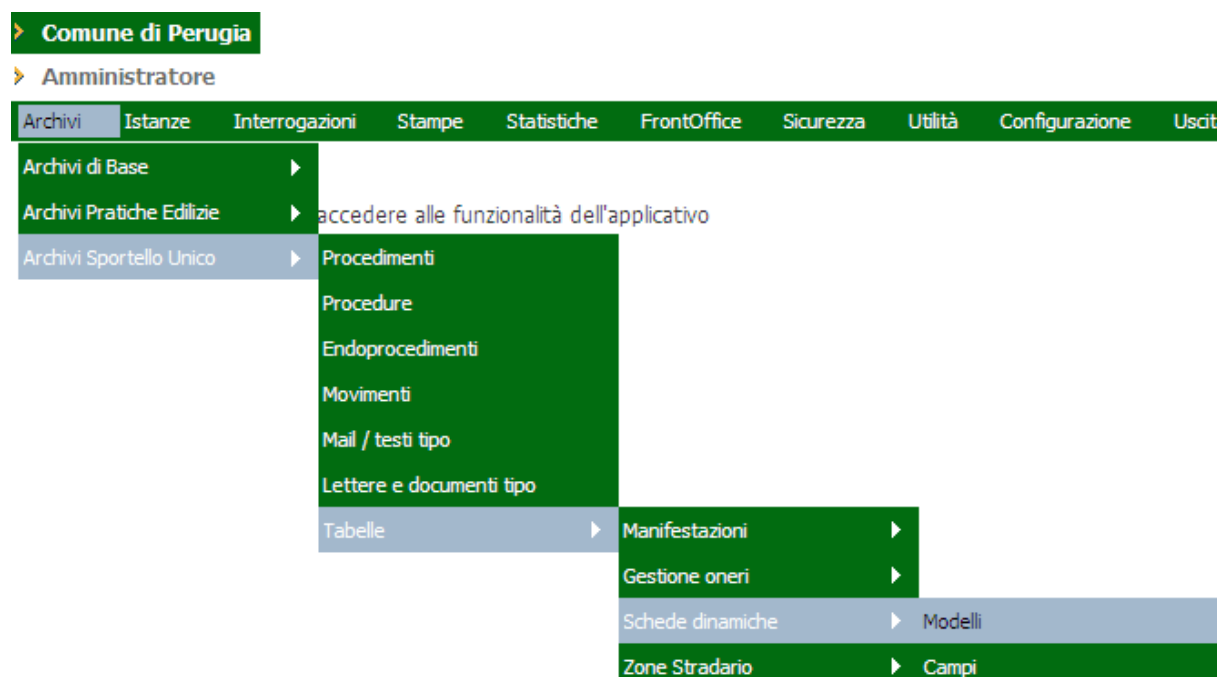 Comune di Perugia
Amministratore
Archivi Istanze Interrogazioni Stampe Statistiche FrontOffice Sicurezza Utilità Configurazione Uscit
Archivi di Base
Archivi Pratiche Edilizie accedere alle funzionalità dell'applicativo
Archivi Sportello Unico Procedimenti
Procedure
Endoprocedimenti
Movimenti
Mail / testi tipo
Lettere e documenti tipo
Tabelle Manifestazioni
Gestione oneri
Schede dinamiche Modelli
Zone Stradario Campi